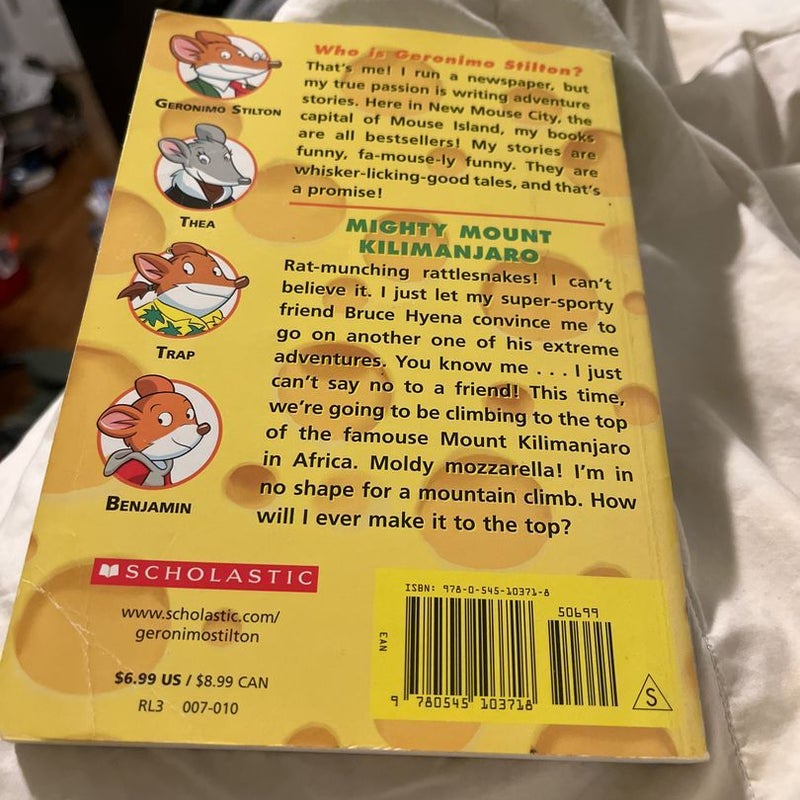 GERONIMO STILTON
THEA
TRAP
BENJAMIN
Who is Geronimo Stilton?
That's me! I run a newspaper, but
my true passion is writing adventure
stories. Here in New Mouse City, the
capital of Mouse Island, my books
are all bestsellers! My stories are
funny, fa-mouse-ly funny. They are
whisker-licking-good tales, and that's
a promise!
MIGHTY MOUNT
KILIMANJARO
Rat-munching rattlesnakes! I can't
believe it. I just let my super-sporty
friend Bruce Hyena convince me to
go on another one of his extreme
adventures. You know me . . . I just
can't say no to a friend! This time,
we're going to be climbing to the top
of the famouse Mount Kilimanjaro
in Africa. Moldy mozzarella! I'm in
no shape for a mountain climb. How
will I ever make it to the top?
SCHOLASTIC
www.scholastic.com/
geronimostilton
$6.99 US / $8.99 CAN
RL3 007-010
ISBN: 978-0-545-10371-8
50699
EAN
9 780545 103718
S